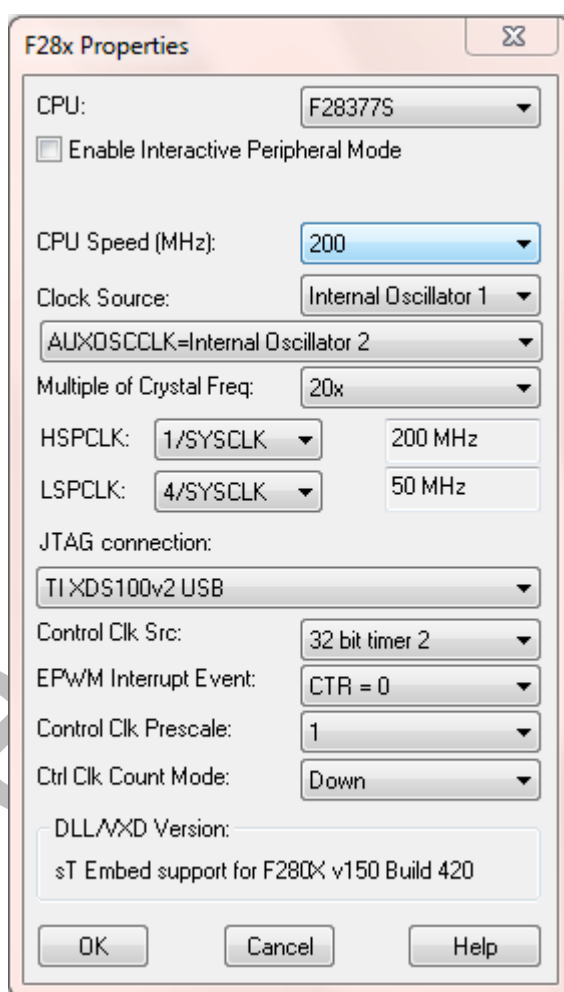 F28x Properties
CPU: F28377S
Enable Interactive Peripheral Mode
CPU Speed (MHz): 200
Clock Source: Internal Oscillator 1
AUXOSCCLK=Internal Oscillator 2
Multiple of Crystal Freq: 20x
HSPCLK: 1/SYSCLK 200 MHz
LSPCLK: 4/SYSCLK 50 MHz
JTAG connection:
TI XDS100v2 USB
Control Clk Src: 32 bit timer 2
EPWM Interrupt Event: CTR = 0
Control Clk Prescale: 1
Ctrl Clk Count Mode: Down
DLL/VXD Version:
sT Embed support for F280X v150 Build 420
OK Cancel Help